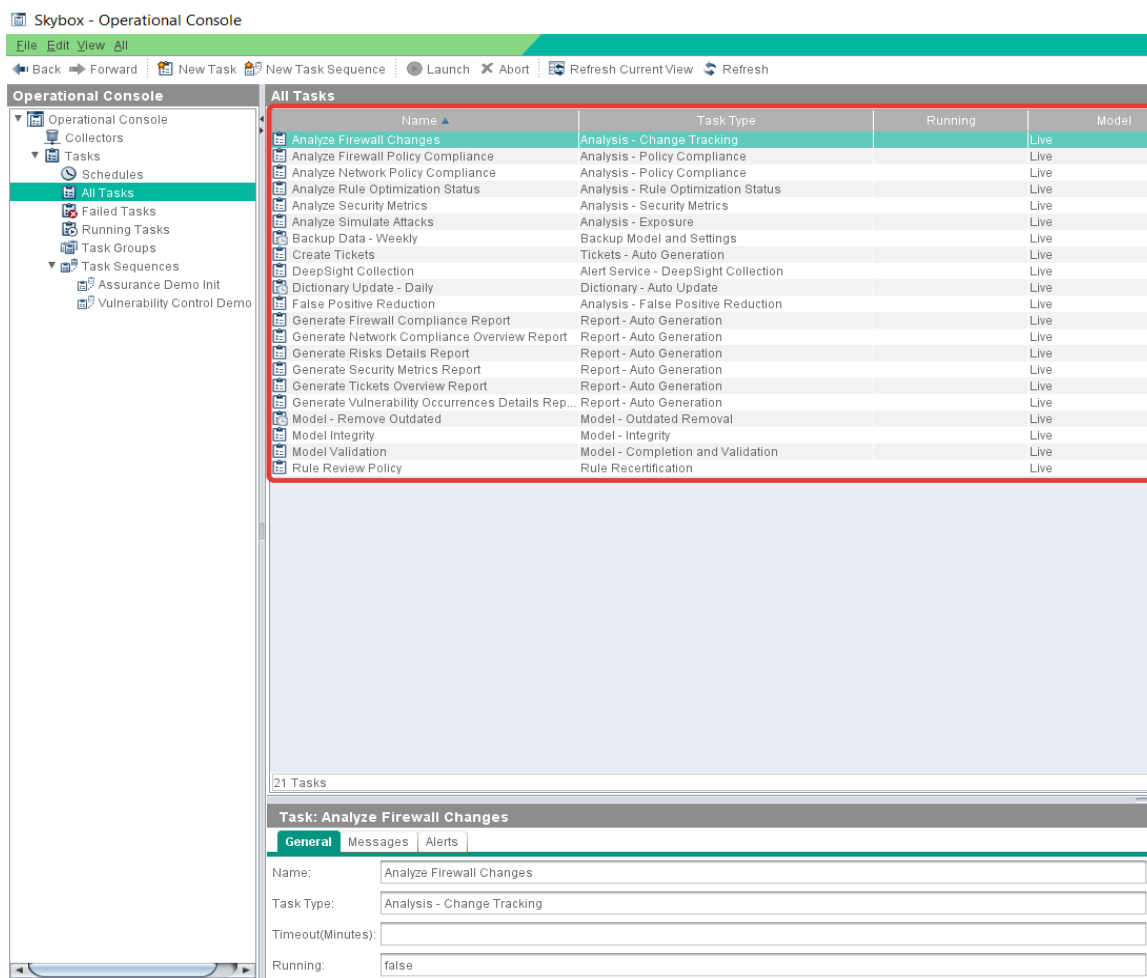 Skybox - Operational Console
File Edit View All
Back Forward New Task New Task Sequence Launch Abort Refresh Current View Refresh
Operational Console
Operational Console
Collectors
Tasks
Schedules
All Tasks
Failed Tasks
Running Tasks
Task Groups
Task Sequences
Assurance Demo Init
Vulnerability Control Demo
All Tasks
Name Task Type Running Model
Analyze Firewall Changes Analysis - Change Tracking Live
Analyze Firewall Policy Compliance Analysis - Policy Compliance Live
Analyze Network Policy Compliance Analysis - Policy Compliance Live
Analyze Rule Optimization Status Analysis - Rule Optimization Status Live
Analyze Security Metrics Analysis - Security Metrics Live
Analyze Simulate Attacks Analysis - Exposure Live
Backup Data - Weekly Backup Model and Settings Live
Create Tickets Tickets - Auto Generation Live
DeepSight Collection Alert Service - DeepSight Collection Live
Dictionary Update - Daily Dictionary - Auto Update Live
False Positive Reduction Analysis - False Positive Reduction Live
Generate Firewall Compliance Report Report - Auto Generation Live
Generate Network Compliance Overview Report Report - Auto Generation Live
Generate Risks Details Report Report - Auto Generation Live
Generate Security Metrics Report Report - Auto Generation Live
Generate Tickets Overview Report Report - Auto Generation Live
Generate Vulnerability Occurrences Details Rep... Report - Auto Generation Live
Model - Remove Outdated Model - Outdated Removal Live
Model Integrity Model - Integrity Live
Model Validation Model - Completion and Validation Live
Rule Review Policy Rule Recertification Live
21 Tasks
Task: Analyze Firewall Changes
General Messages Alerts
Name: Analyze Firewall Changes
Task Type: Analysis - Change Tracking
Timeout(Minutes):
Running: false